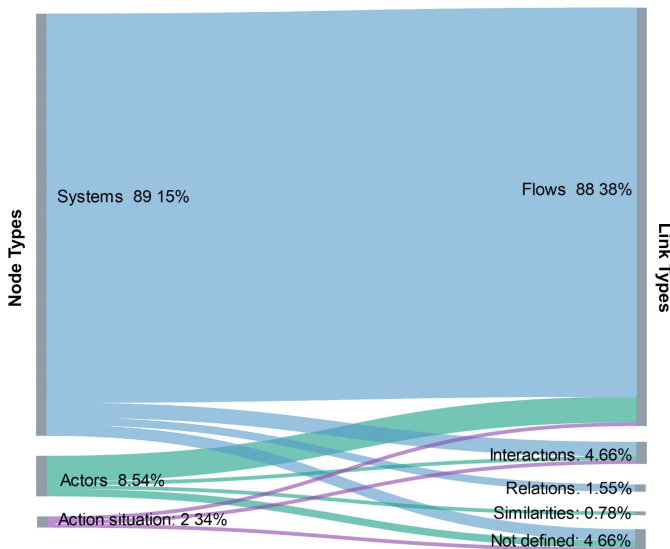 Node Types
Systems 89 15%
Flows 88 38%
Link Types
Interactions. 4.66%
Actors 8.54%
Relations. 1.55%
Similarities: 0.78%
Action situation: 2 34%
Not defined: 4 66%